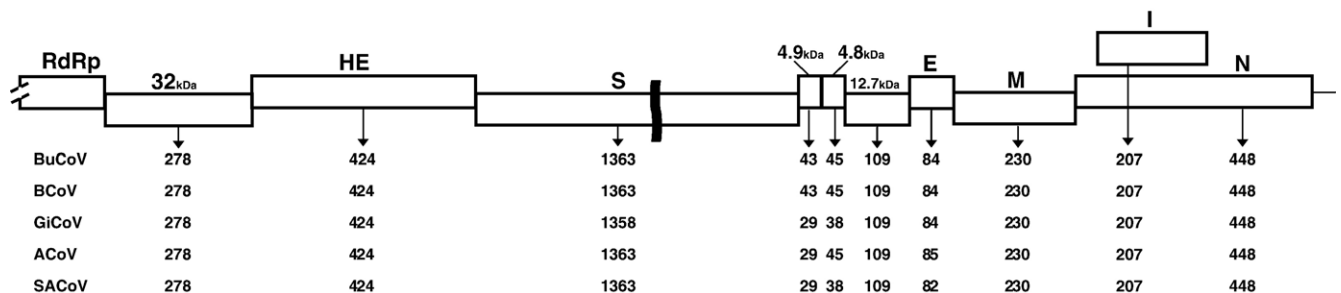 I
4.9kDa 4.8kDa
RdRp 32kDa HE S 12.7kDa E M N
BuCoV 278 424 1363 43 45 109 84 230 207 448
BCoV 278 424 1363 43 45 109 84 230 207 448
GiCoV 278 424 1358 29 38 109 84 230 207 448
ACoV 278 424 1363 29 45 109 85 230 207 448
SACoV 278 424 1363 29 38 109 82 230 207 448